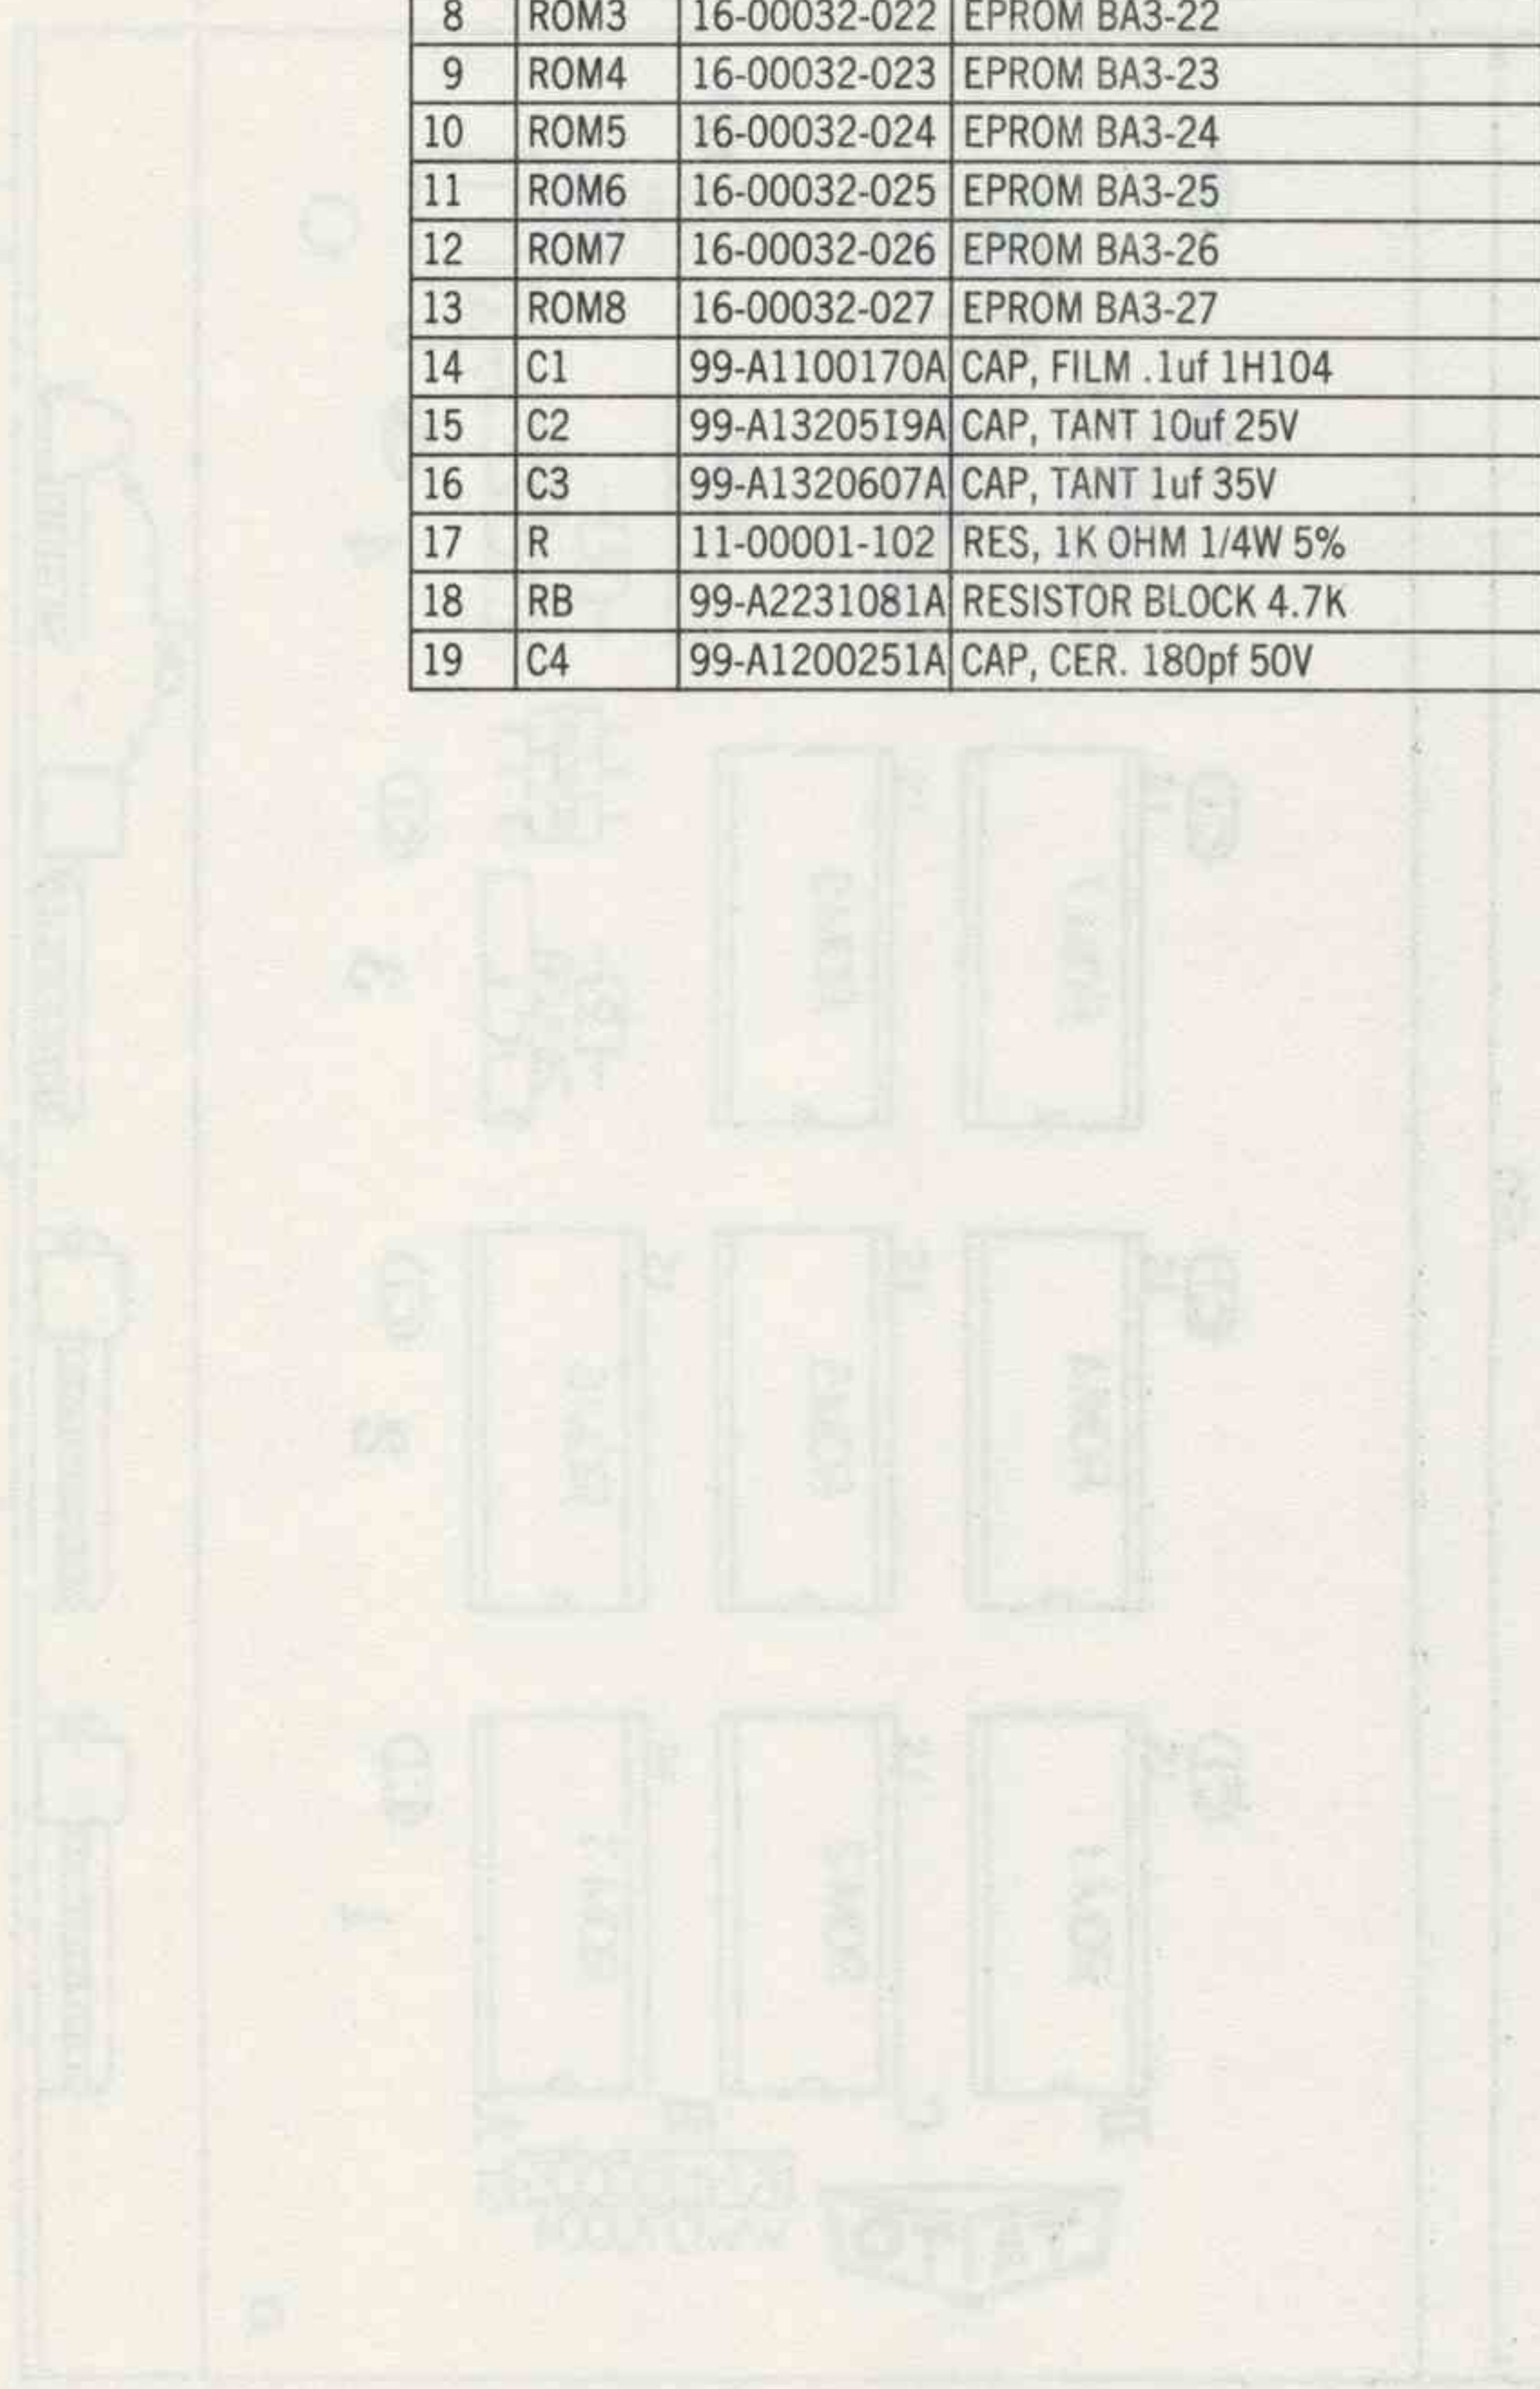 8 ROM3 16-00032-022 EPROM BA3-22
9 ROM4 16-00032-023 EPROM BA3-23
10 ROM5 16-00032-024 EPROM BA3-24
11 ROM6 16-00032-025 EPROM BA3-25
12 ROM7 16-00032-026 EPROM BA3-26
13 ROM8 16-00032-027 EPROM BA3-27
14 C1 99-A1100170A CAP, FILM .1uf 1H104
15 C2 99-A1320519A CAP, TANT 10uf 25V
16 C3 99-A1320607A CAP, TANT 1uf 35V
17 R 11-00001-102 RES, 1K OHM 1/4W 5%
18 RB 99-A2231081A RESISTOR BLOCK 4.7K
19 C4 99-A1200251A CAP, CER. 180pf 50V